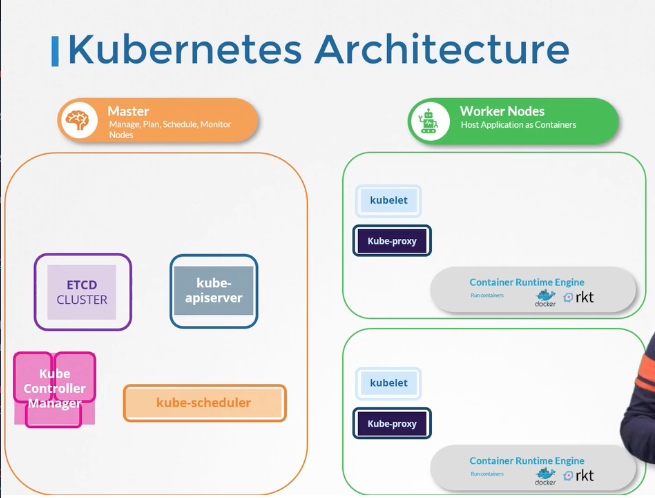 Kubernetes Architecture
Master
Manage, Plan, Schedule, Monitor
Nodes
Worker Nodes
Host Application as Containers
ETCD
CLUSTER
kube-
apiserver
Kube
Controller
Manager
kube-scheduler
kubelet
Kube-proxy
Container Runtime Engine
Run containers
docker
rkt
kubelet
Kube-proxy
Container Runtime Engine
Run containers
docker
rkt